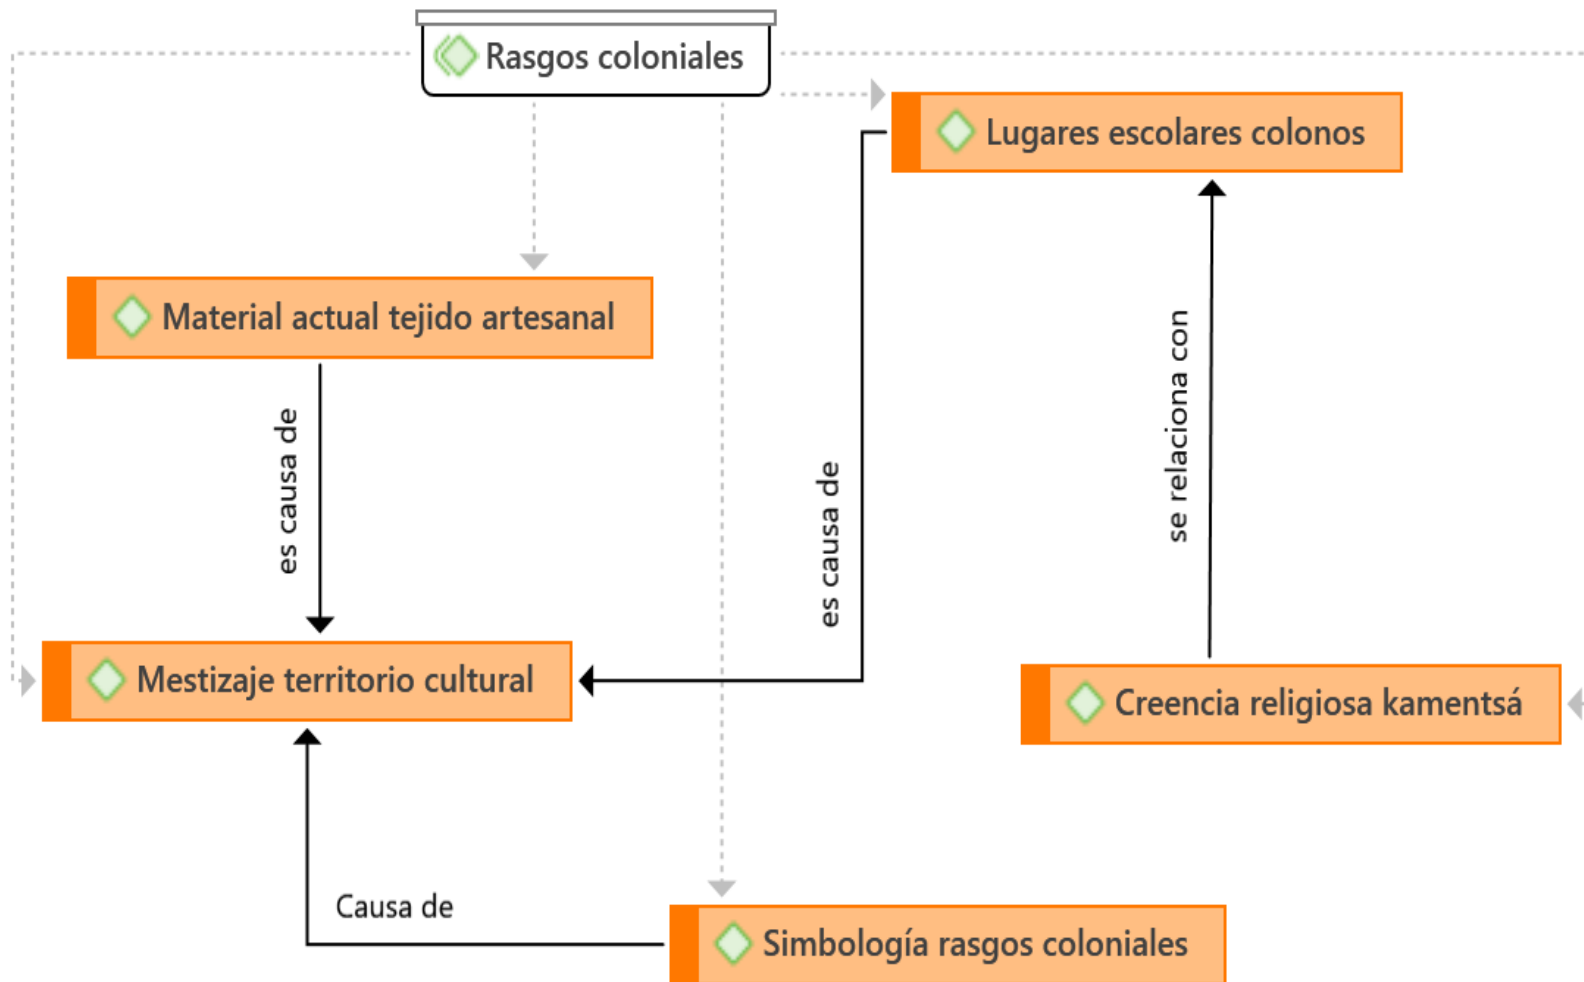 Rasgos coloniales
Lugares escolares colonos
Material actual tejido artesanal
es causa de
es causa de
se relaciona con
Mestizaje territorio cultural
Creencia religiosa kamentsá
Causa de
Simbología rasgos coloniales